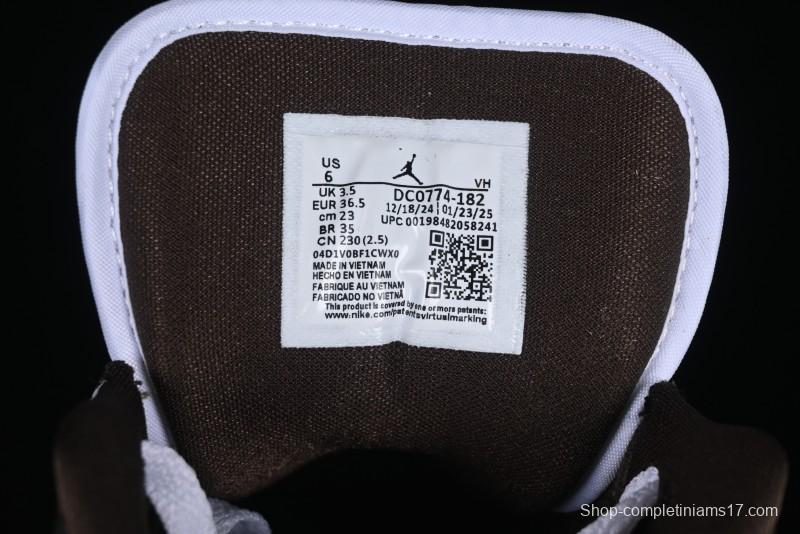 US
6
VH
UK 3.5
EUR 36.5
cm 23
BR 35
CN 230 (2.5)
DC0774-182
12/18/24 | 01/23/25
UPC 00198482058241
04D1V0BF1CWX0
MADE IN VIETNAM
HECHO EN VIETNAM
FABRIQUE AU VIETNAM
FABRICADO NO VIETNÃ
This product is covered by one or mors patents:
www.nike.com/patentsvirtualmarking
Shop-completiniams17.com